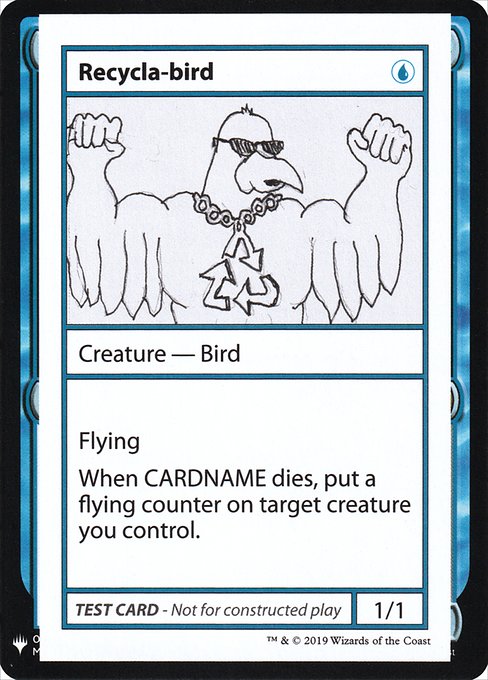 Recycla-bird
Creature — Bird
Flying
When CARDNAME dies, put a
flying counter on target creature
you control.
TEST CARD - Not for constructed play
1/1
™ & © 2019 Wizards of the Coast